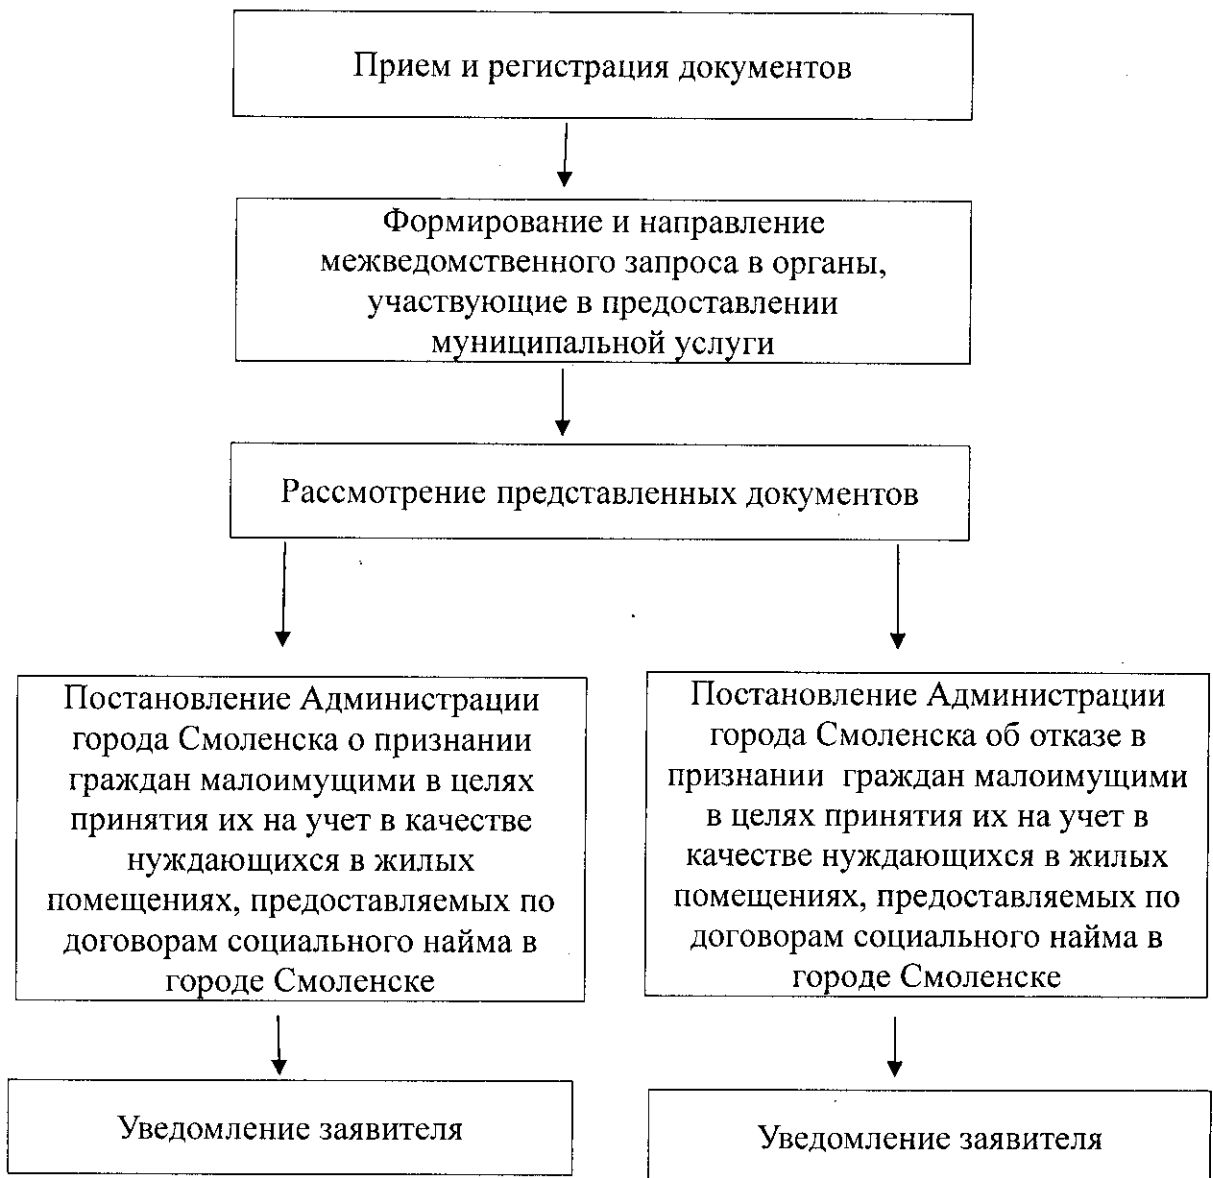 Прием и регистрация документов
Формирование и направление
межведомственного запроса в органы,
участвующие в предоставлении
муниципальной услуги
Рассмотрение представленных документов
Постановление Администрации
города Смоленска о признании
граждан малоимущими в целях
принятия их на учет в качестве
нуждающихся в жилых
помещениях, предоставляемых по
договорам социального найма в
городе Смоленске
Постановление Администрации
города Смоленска об отказе в
признании граждан малоимущими
в целях принятия их на учет в
качестве нуждающихся в жилых
помещениях, предоставляемых по
договорам социального найма в
городе Смоленске
Уведомление заявителя
Уведомление заявителя